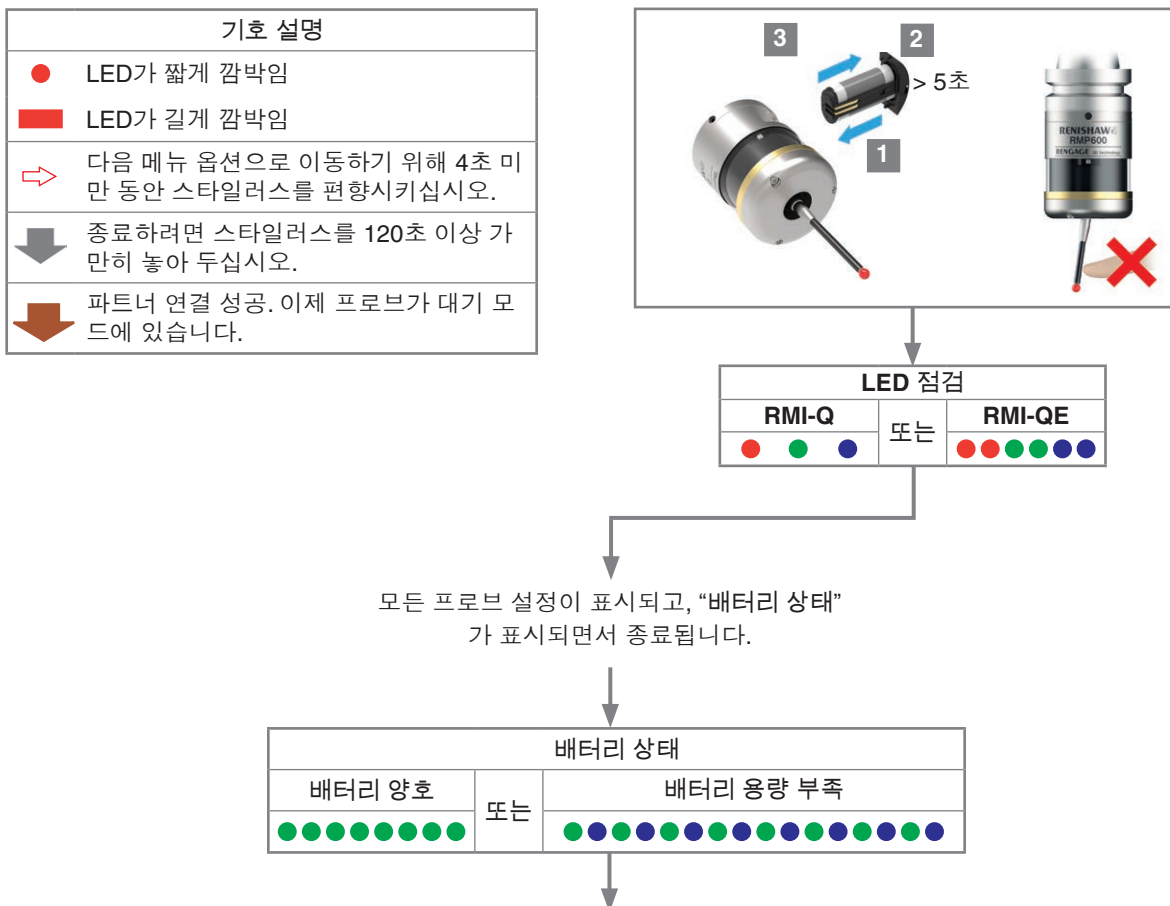 기호 설명
LED가 짧게 깜박임
LED가 길게 깜박임
다음 메뉴 옵션으로 이동하기 위해 4초 미
만 동안 스타일러스를 편향시키십시오.
종료하려면 스타일러스를 120초 이상 가
만히 놓아 두십시오.
파트너 연결 성공. 이제 프로브가 대기 모
드에 있습니다.
3
2
> 5초
1
RENISHAW
RMP600
RENGAGE
LED 점검
RMI-Q
또는
RMI-QE
모든 프로브 설정이 표시되고, “배터리 상태”
가 표시되면서 종료됩니다.
배터리 상태
배터리 양호
또는
배터리 용량 부족